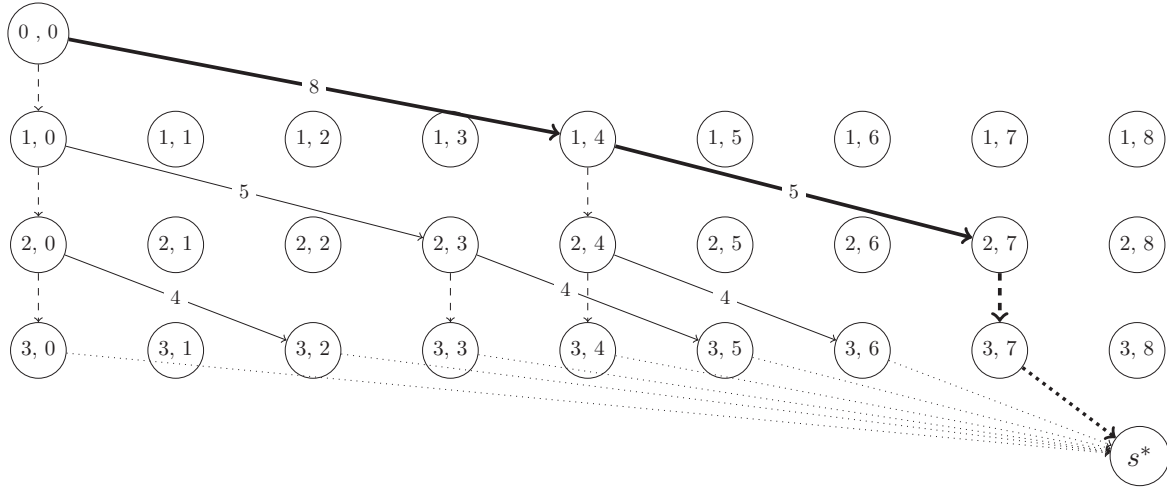 0 , 0
8
1, 0 1, 1 1, 2 1, 3 1, 4 1, 5 1, 6 1, 7 1, 8
5 5
2, 0 2, 1 2, 2 2, 3 2, 4 2, 5 2, 6 2, 7 2, 8
4 4 4
3, 0 3, 1 3, 2 3, 3 3, 4 3, 5 3, 6 3, 7 3, 8
s*